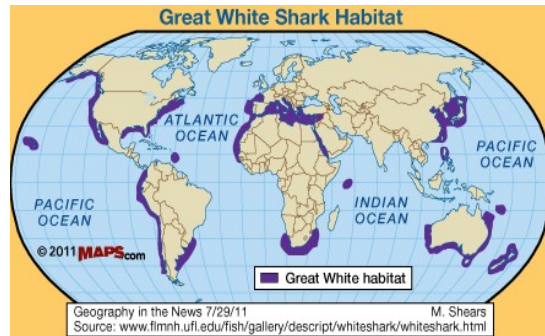 Great White Shark Habitat
ATLANTIC
OCEAN
PACIFIC
OCEAN
PACIFIC
OCEAN
INDIAN
OCEAN
© 2011 MAPS.com
Great White habitat
Geography in the News 7/29/11 M. Shears
Source: www.flmnh.ufl.edu/fish/gallery/descript/whiteshark/whiteshark.html